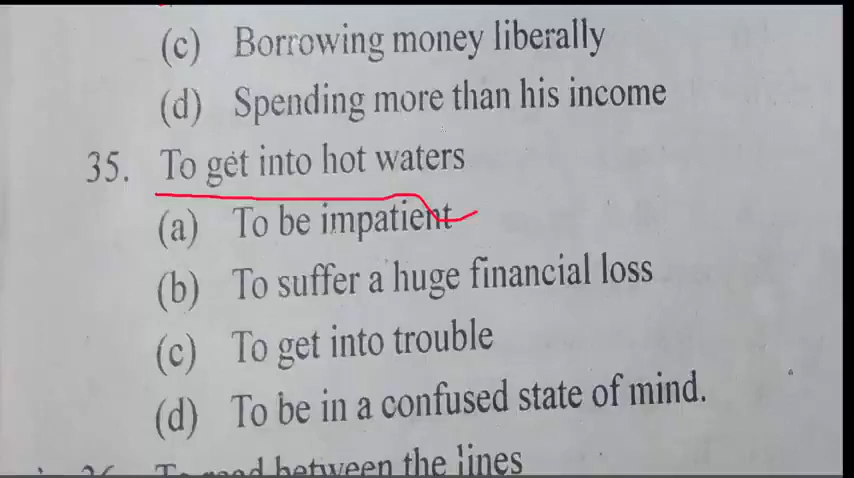 (c) Borrowing money liberally
(d) Spending more than his income
35. To get into hot waters
(a) To be impatient
(b) To suffer a huge financial loss
(c) To get into trouble
(d) To be in a confused state of mind.
between the lines